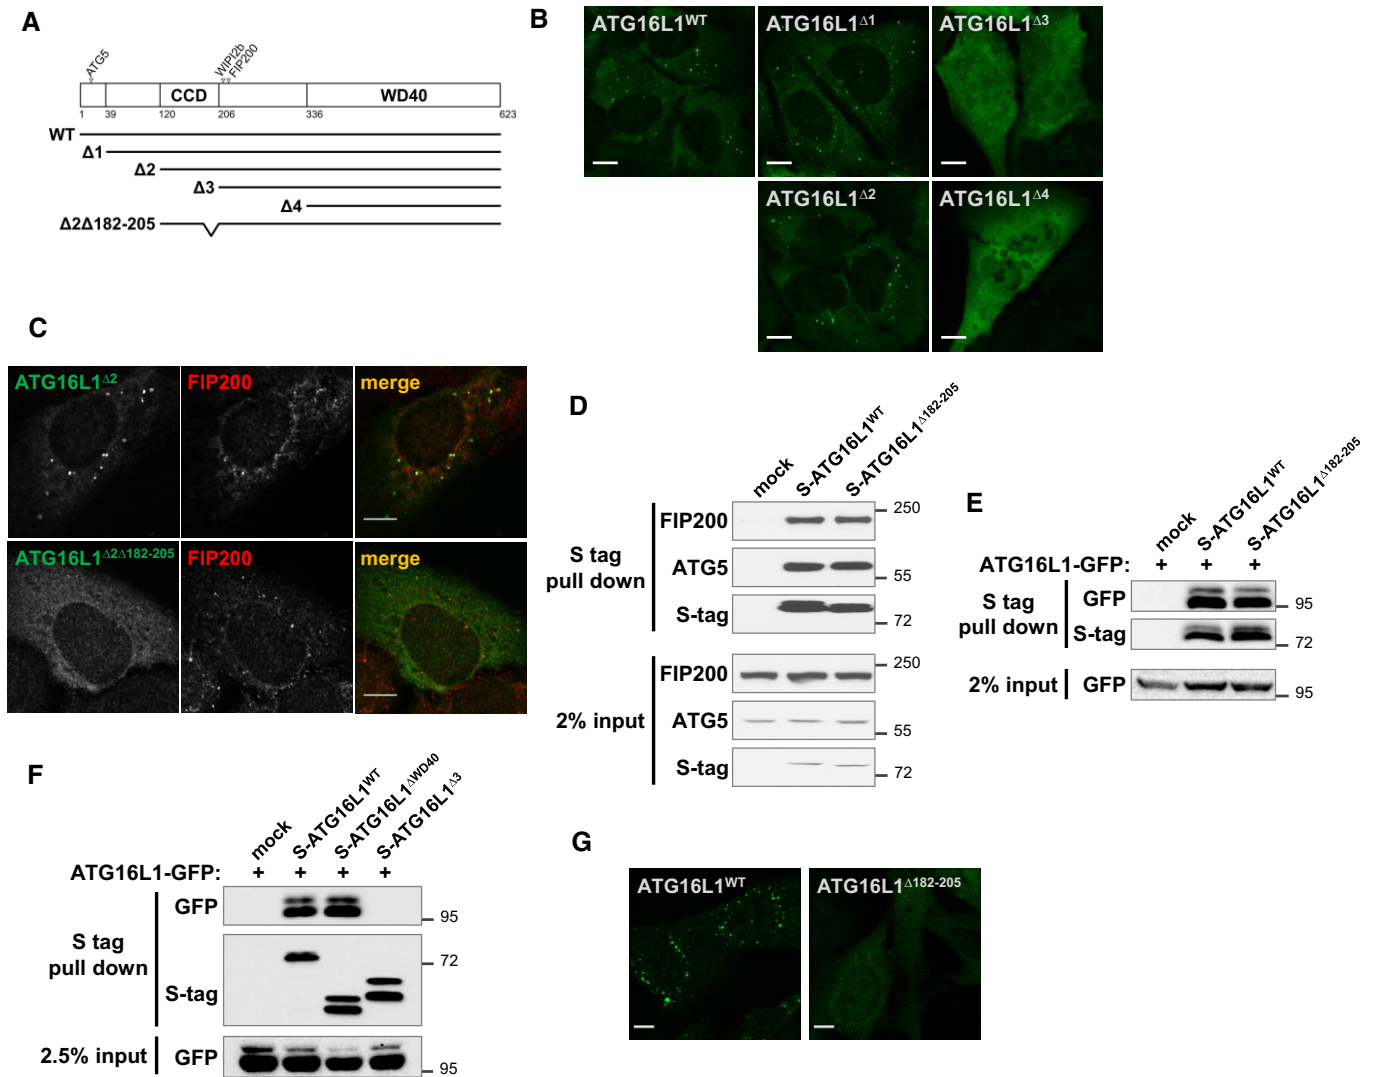 A
ATG5
WIPI2b
FIP200
CCD
WD40
1 39 120 206 336 623
WT
Δ1
Δ2
Δ3
Δ4
Δ2Δ182-205
B
ATG16L1WT
ATG16L1Δ1
ATG16L1Δ3
ATG16L1Δ2
ATG16L1Δ4
C
ATG16L1Δ2
FIP200
merge
ATG16L1Δ2Δ182-205
FIP200
merge
D
mock
S-ATG16L1WT
S-ATG16L1Δ182-205
S tag
pull down
FIP200
250
ATG5
55
S-tag
72
2% input
FIP200
250
ATG5
55
S-tag
72
E
mock
S-ATG16L1WT
S-ATG16L1Δ182-205
ATG16L1-GFP: + + +
S tag
pull down
GFP
95
S-tag
72
2% input
GFP
95
F
mock
S-ATG16L1WT
S-ATG16L1ΔWD40
S-ATG16L1Δ3
ATG16L1-GFP: + + + +
S tag
pull down
GFP
95
72
S-tag
2.5% input
GFP
95
G
ATG16L1WT
ATG16L1Δ182-205